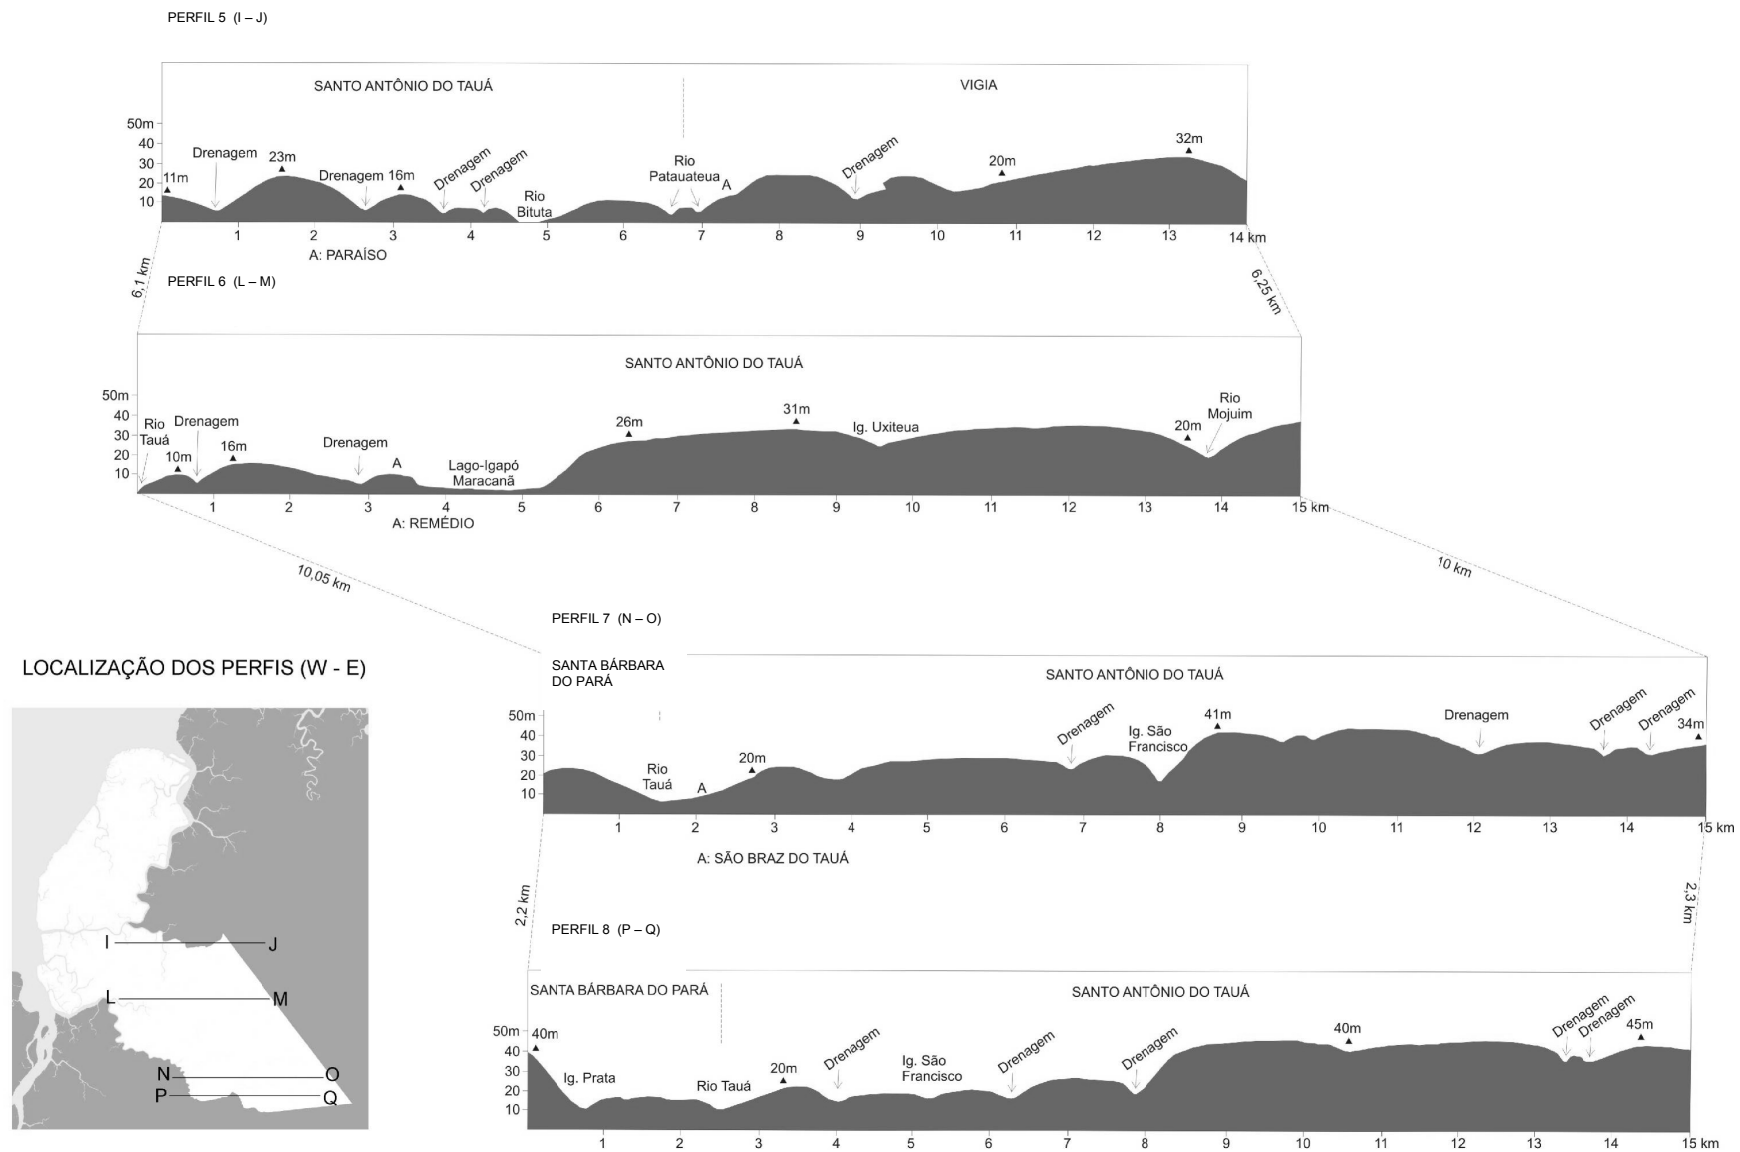 PERFIL 5 (I – J)
SANTO ANTÔNIO DO TAUÁ
VIGIA
50m
40
30
20
10
11m
Drenagem
23m
Drenagem
16m
Drenagem
Drenagem
Rio
Bituta
Rio
Patauateua
A
Drenagem
20m
32m
1
2
3
4
5
6
7
8
9
10
11
12
13
14 km
A: PARAÍSO
6,1 km
6,25 km
PERFIL 6 (L – M)
SANTO ANTÔNIO DO TAUÁ
50m
40
30
20
10
Rio
Tauá
10m
Drenagem
16m
Drenagem
A
Lago-Igapó
Maracanã
26m
31m
Ig. Uxiteua
20m
Rio
Mojuim
1
2
3
4
5
6
7
8
9
10
11
12
13
14
15 km
A: REMÉDIO
10,05 km
10 km
PERFIL 7 (N – O)
SANTA BÁRBARA
DO PARÁ
SANTO ANTÔNIO DO TAUÁ
50m
40
30
20
10
Rio
Tauá
A
20m
Drenagem
Ig. São
Francisco
41m
Drenagem
Drenagem
Drenagem
34m
1
2
3
4
5
6
7
8
9
10
11
12
13
14
15 km
A: SÃO BRAZ DO TAUÁ
2,2 km
2,3 km
PERFIL 8 (P – Q)
SANTA BÁRBARA DO PARÁ
SANTO ANTÔNIO DO TAUÁ
50m
40
30
20
10
40m
Ig. Prata
Rio Tauá
20m
Drenagem
Ig. São
Francisco
Drenagem
Drenagem
40m
Drenagem
Drenagem
45m
1
2
3
4
5
6
7
8
9
10
11
12
13
14
15 km
LOCALIZAÇÃO DOS PERFIS (W - E)
I
J
L
M
N
O
P
Q